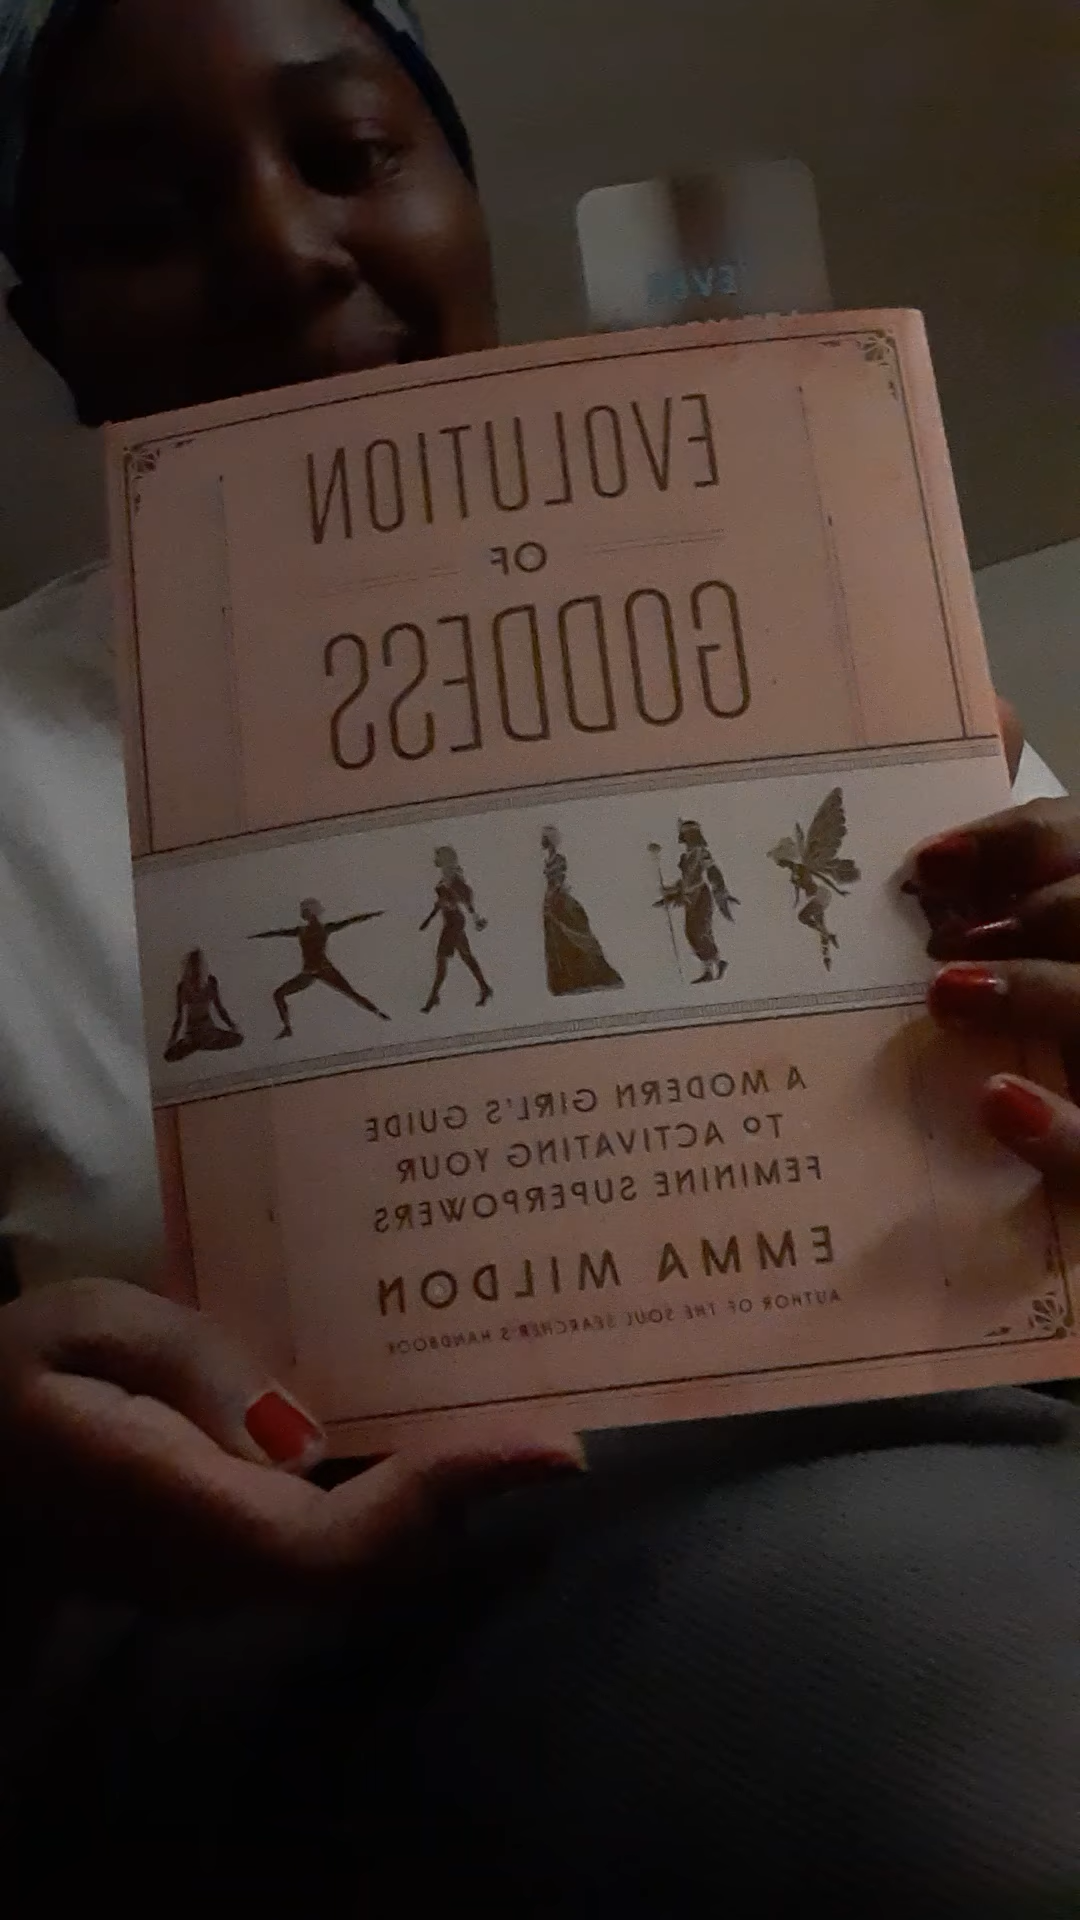 EVOLUTION
OF
GODDESS
A MODERN GIRL'S GUIDE
TO ACTIVATING YOUR
FEMININE SUPERPOWERS
EMMA MILDON
AUTHOR OF THE SOUL SEARCHER'S HANDBOOK